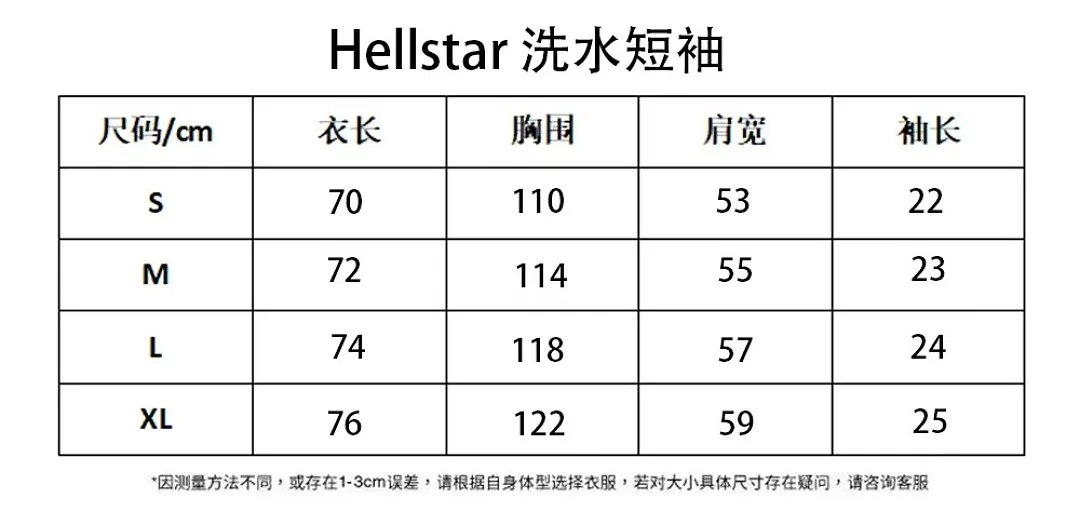 Hellstar 洗水短袖
尺码/cm 衣长 胸围 肩宽 袖长
S 70 110 53 22
M 72 114 55 23
L 74 118 57 24
XL 76 122 59 25
*因测量方法不同，或存在1-3cm误差，请根据自身体型选择衣服，若对大小具体尺寸存在疑问，请咨询客服